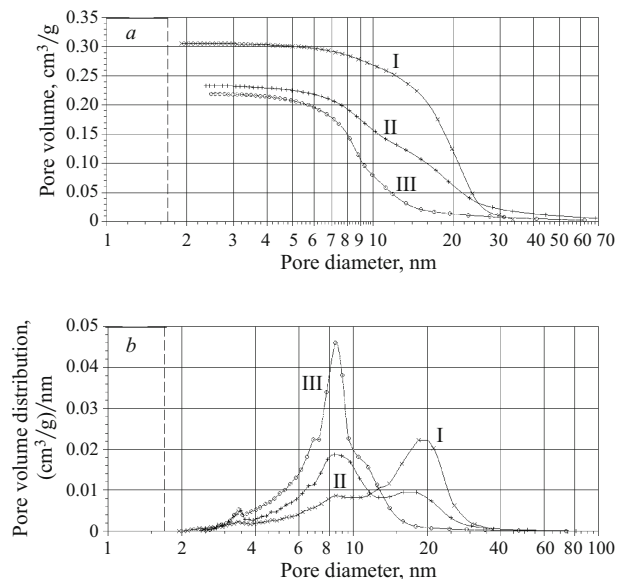 a
Pore volume, cm³/g
0.35
0.30
0.25
0.20
0.15
0.10
0.05
0
I
II
III
1 2 3 4 5 6 7 8 9 10 20 30 40 50 60 70
Pore diameter, nm
b
Pore volume distribution,
(cm³/g)/nm
0.05
0.04
0.03
0.02
0.01
0
III
I
II
1 2 4 6 8 10 20 40 60 80 100
Pore diameter, nm